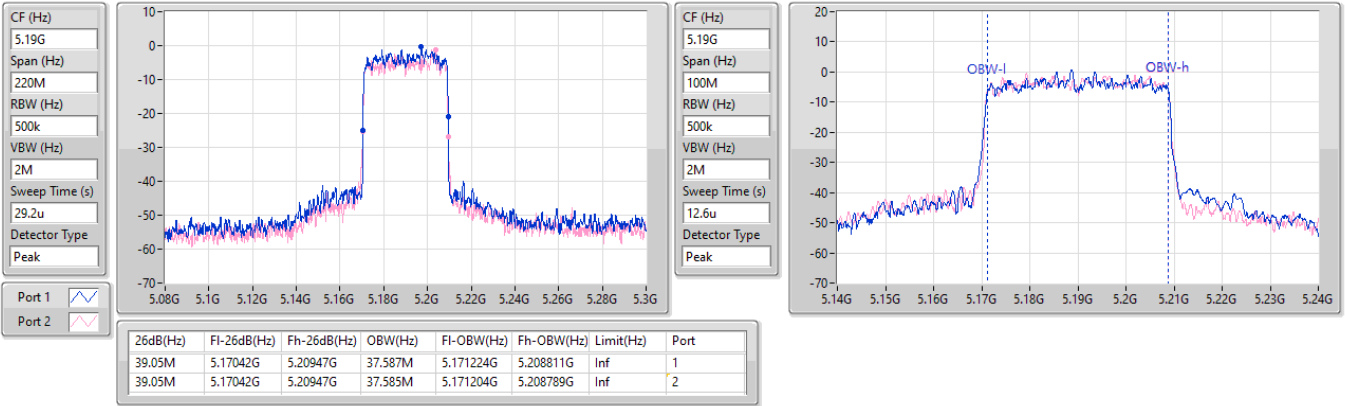 CF (Hz)
5.19G
Span (Hz)
220M
RBW (Hz)
500k
VBW (Hz)
2M
Sweep Time (s)
29.2u
Detector Type
Peak
Port 1
Port 2
10
0
-10
-20
-30
-40
-50
-60
-70
5.08G 5.1G 5.12G 5.14G 5.16G 5.18G 5.2G 5.22G 5.24G 5.26G 5.28G 5.3G
CF (Hz)
5.19G
Span (Hz)
100M
RBW (Hz)
500k
VBW (Hz)
2M
Sweep Time (s)
12.6u
Detector Type
Peak
20
10
0
-10
-20
-30
-40
-50
-60
-70
OBW-l OBW-h
5.14G 5.15G 5.16G 5.17G 5.18G 5.19G 5.2G 5.21G 5.22G 5.23G 5.24G
26dB(Hz) Fl-26dB(Hz) Fh-26dB(Hz) OBW(Hz) Fl-OBW(Hz) Fh-OBW(Hz) Limit(Hz) Port
39.05M 5.17042G 5.20947G 37.587M 5.171224G 5.208811G Inf 1
39.05M 5.17042G 5.20947G 37.585M 5.171204G 5.208789G Inf 2